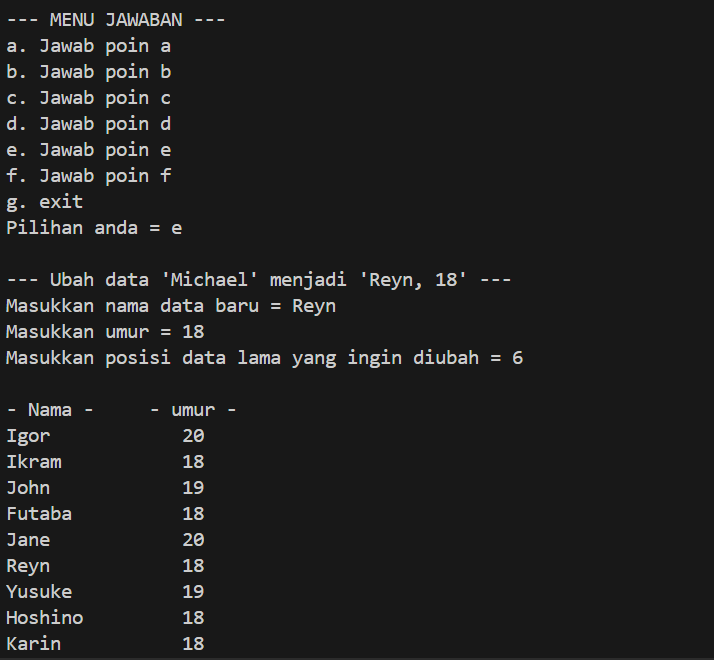 --- MENU JAWABAN ---
a. Jawab poin a
b. Jawab poin b
c. Jawab poin c
d. Jawab poin d
e. Jawab poin e
f. Jawab poin f
g. exit
Pilihan anda = e

--- Ubah data 'Michael' menjadi 'Reyn, 18' ---
Masukkan nama data baru = Reyn
Masukkan umur = 18
Masukkan posisi data lama yang ingin diubah = 6

- Nama -     - umur -
Igor            20
Ikram           18
John            19
Futaba          18
Jane            20
Reyn            18
Yusuke          19
Hoshino         18
Karin           18